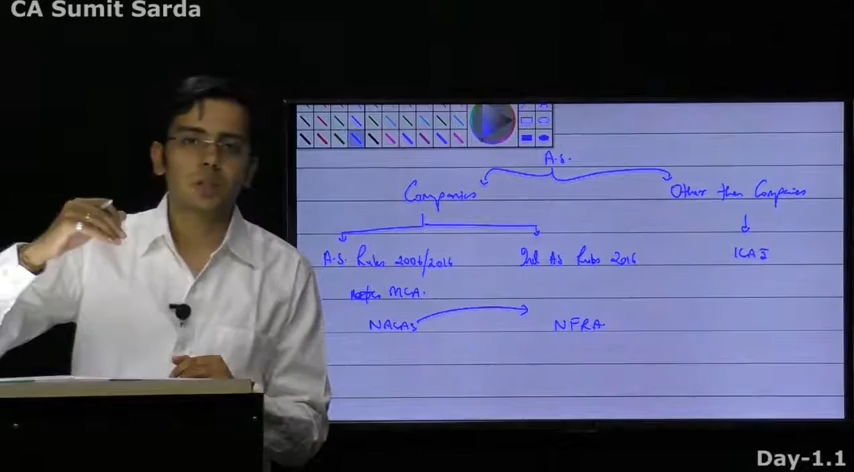 CA Sumit Sarda
A.S.
Companies
Other than Companies
A.S. Rules 2006/2016
Ind AS Rules 2016
ICAI
MCA.
NACAS
NFRA
Day-1.1